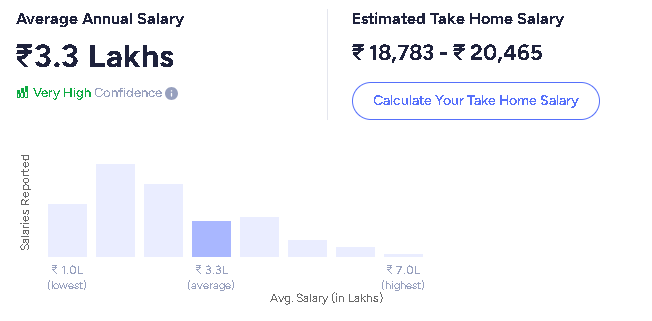 Average Annual Salary
₹3.3 Lakhs
Very High Confidence i
Estimated Take Home Salary
₹ 18,783 - ₹ 20,465
Calculate Your Take Home Salary
Salaries Reported
₹ 1.0L
(lowest)
₹ 3.3L
(average)
₹ 7.0L
(highest)
Avg. Salary (in Lakhs)